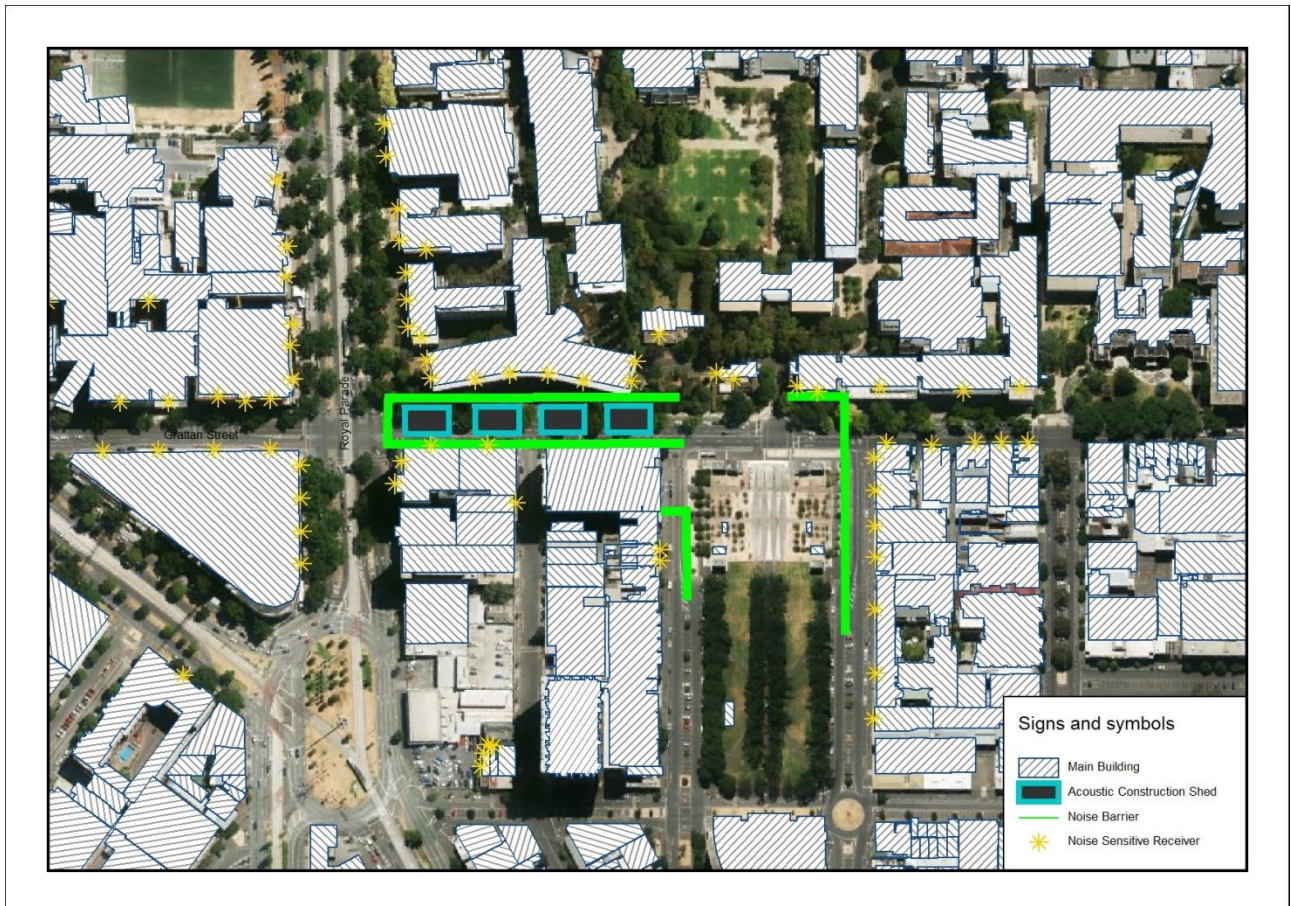 Royal Parade
Grattan Street
Signs and symbols
Main Building
Acoustic Construction Shed
Noise Barrier
Noise Sensitive Receiver